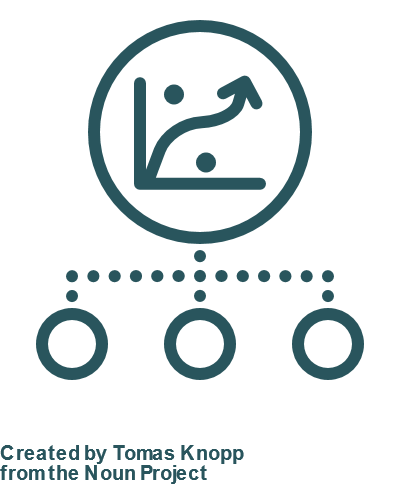 Created by Tomas Knopp
from the Noun Project